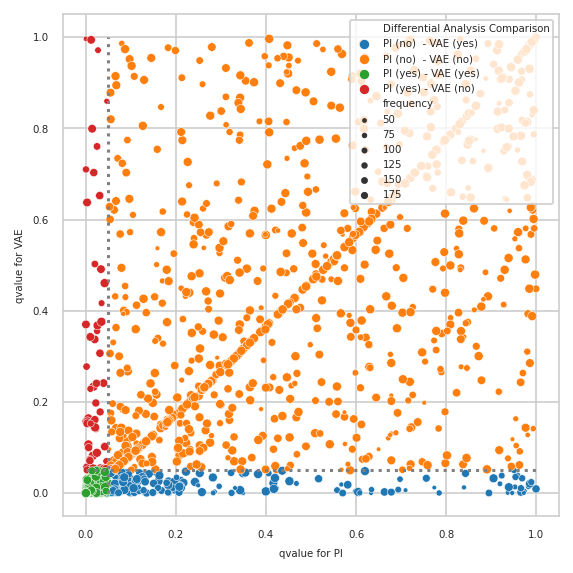 Differential Analysis Comparison
PI (no)  - VAE (yes)
PI (no)  - VAE (no)
PI (yes) - VAE (yes)
PI (yes) - VAE (no)
frequency
50
75
100
125
150
175
1.0
0.8
0.6
0.4
0.2
0.0
qvalue for VAE
0.0 0.2 0.4 0.6 0.8 1.0
qvalue for PI